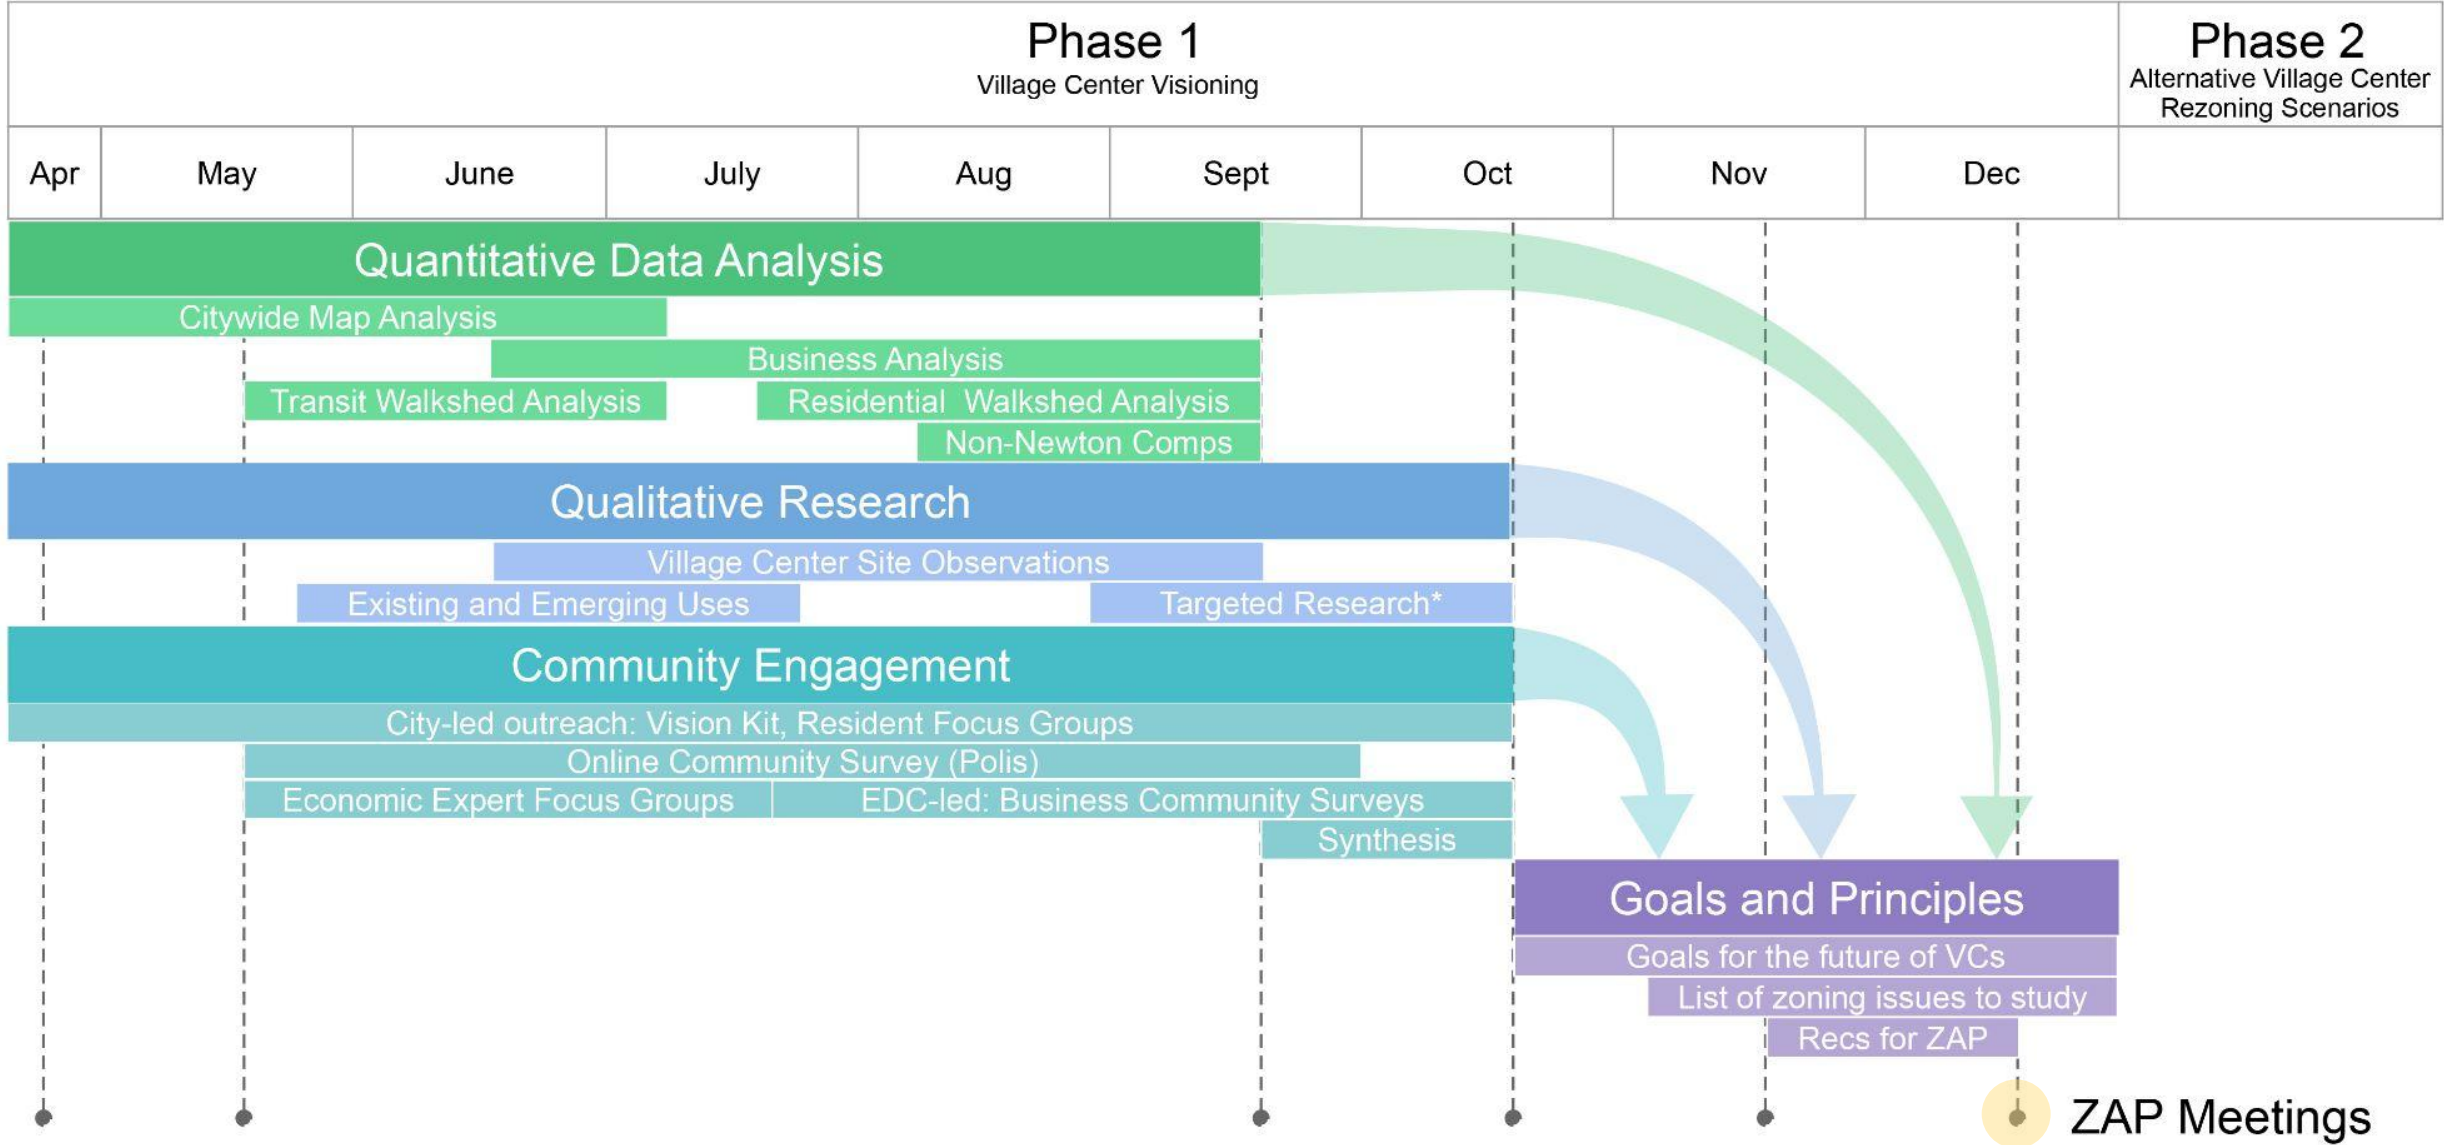 Phase 1
Village Center Visioning
Phase 2
Alternative Village Center
Rezoning Scenarios
Apr
May
June
July
Aug
Sept
Oct
Nov
Dec
Quantitative Data Analysis
Citywide Map Analysis
Business Analysis
Transit Walkshed Analysis
Residential Walkshed Analysis
Non-Newton Comps
Qualitative Research
Village Center Site Observations
Existing and Emerging Uses
Targeted Research*
Community Engagement
City-led outreach: Vision Kit, Resident Focus Groups
Online Community Survey (Polis)
Economic Expert Focus Groups
EDC-led: Business Community Surveys
Synthesis
Goals and Principles
Goals for the future of VCs
List of zoning issues to study
Recs for ZAP
ZAP Meetings